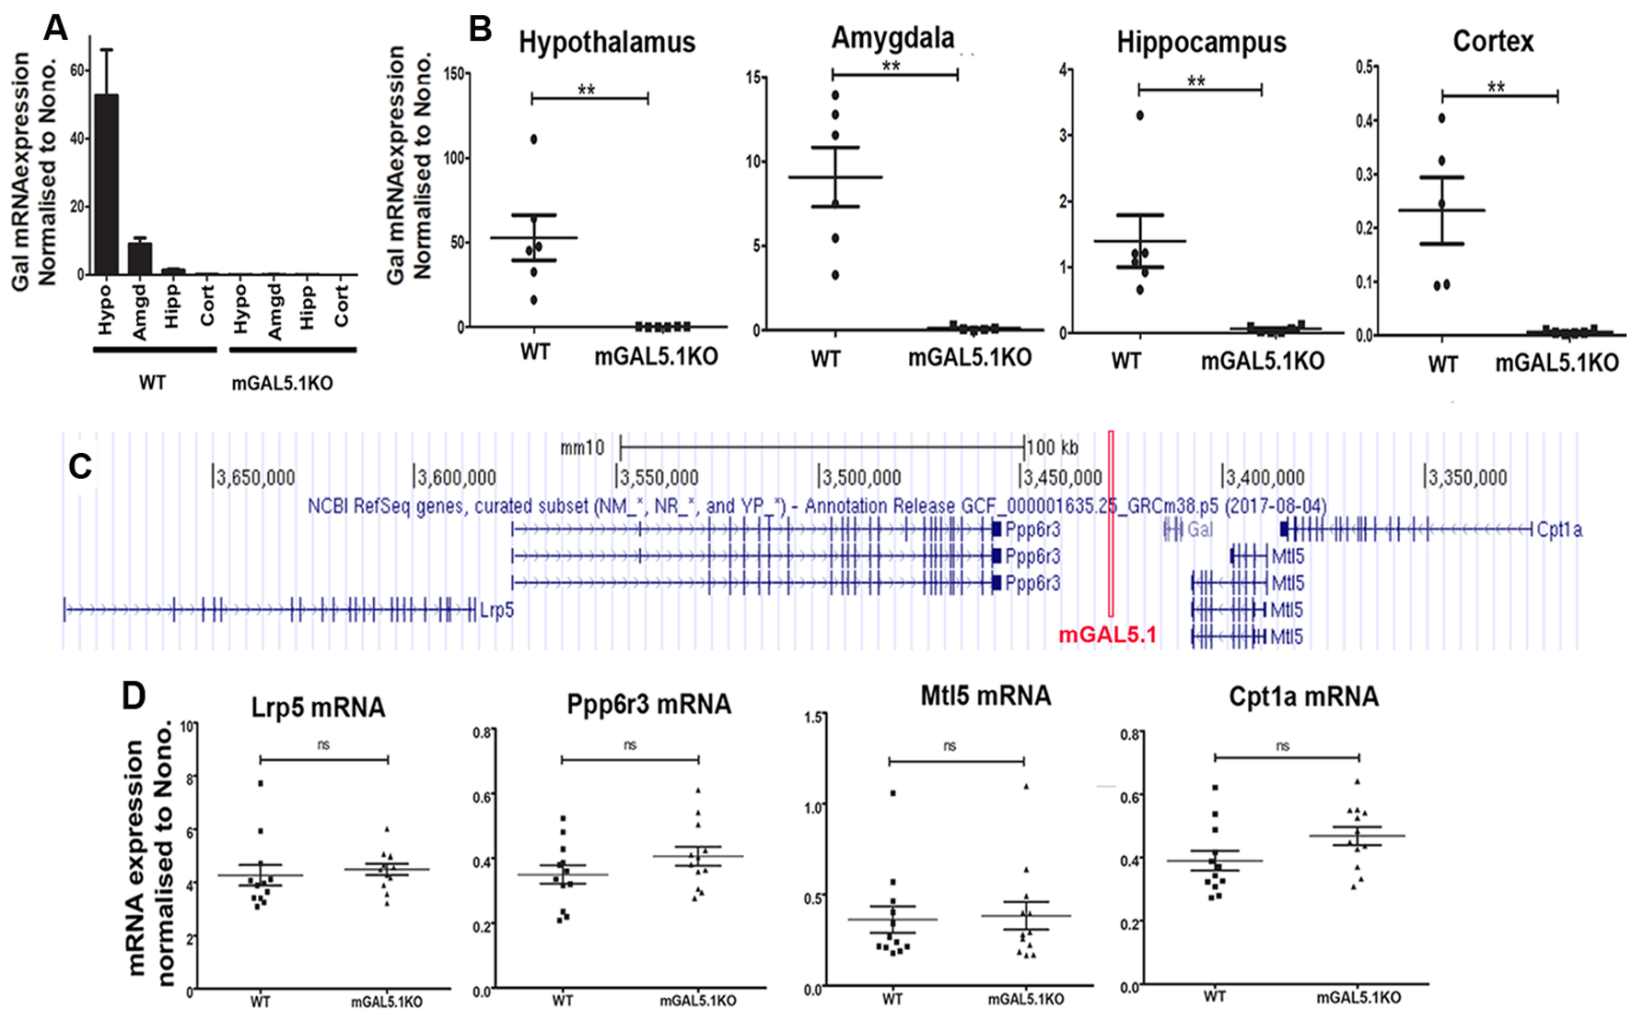 A
Gal mRNAexpression
Normalised to Nono.
60
40
20
0
Hypo
Amgd
Hipp
Cort
Hypo
Amgd
Hipp
Cort
WT
mGAL5.1KO
B
Gal mRNAexpression
Normalised to Nono.
Hypothalamus
**
150
100
50
0
WT
mGAL5.1KO
Amygdala
**
15
10
5
0
WT
mGAL5.1KO
Hippocampus
**
4
3
2
1
0
WT
mGAL5.1KO
Cortex
**
0.5
0.4
0.3
0.2
0.1
0.0
WT
mGAL5.1KO
C
mm10 100 kb
3,650,000 3,600,000 3,550,000 3,500,000 3,450,000 3,400,000 3,350,000
NCBI RefSeq genes, curated subset (NM_*, NR_*, and YP_*) - Annotation Release GCF_000001635.25_GRCm38.p5 (2017-08-04)
Ppp6r3 Gal Cpt1a
Ppp6r3 Mtl5
Ppp6r3 Mtl5
Lrp5 Mtl5
mGAL5.1 Mtl5
D
mRNA expression
normalised to Nono.
Lrp5 mRNA
ns
10
8
6
4
2
0
WT
mGAL5.1KO
Ppp6r3 mRNA
ns
0.8
0.6
0.4
0.2
0.0
WT
mGAL5.1KO
Mtl5 mRNA
ns
1.5
1.0
0.5
0.0
WT
mGAL5.1KO
Cpt1a mRNA
ns
0.8
0.6
0.4
0.2
0.0
WT
mGAL5.1KO